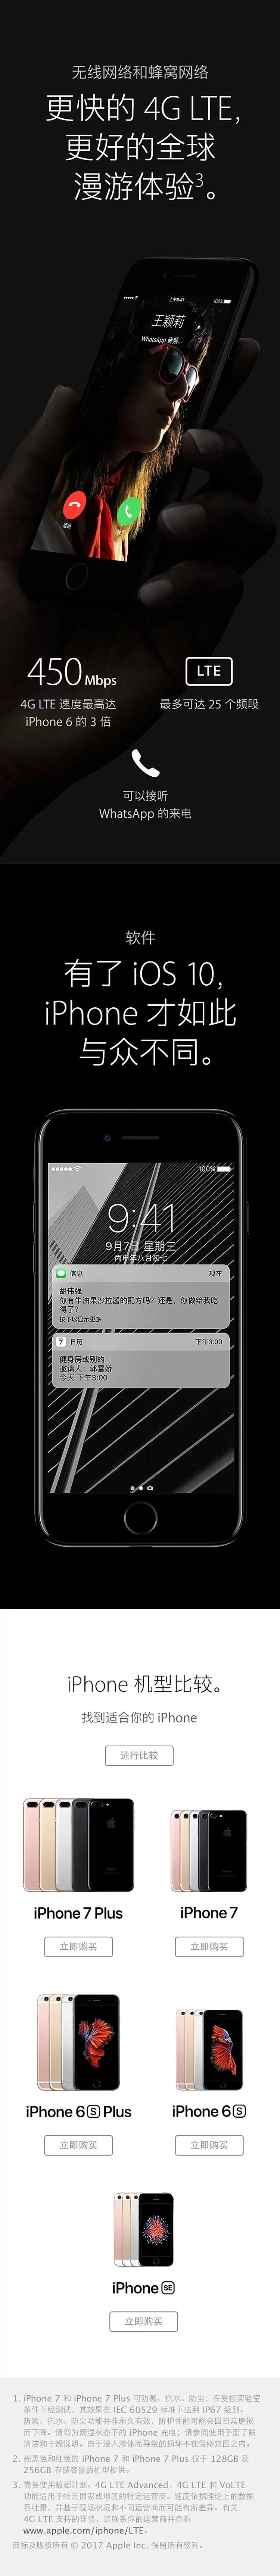 无线网络和蜂窝网络
更快的 4G LTE,
更好的全球
漫游体验3。
上午9:41
100%
王颖莉
WhatsApp 音频...
拒绝
450 Mbps
LTE
4G LTE 速度最高达
iPhone 6 的 3 倍
最多可达 25 个频段
可以接听
WhatsApp 的来电
软件
有了 iOS 10,
iPhone 才如此
与众不同。
100%
9:41
9月7日 星期三
丙申年八月初七
信息
现在
胡伟强
你有牛油果沙拉酱的配方吗？还是，你做给我吃
得了？
按下以显示更多
7 日历
下午3:00
健身房或别的
邀请人：郭雪娇
今天 下午3:00
iPhone 机型比较。
找到适合你的 iPhone
进行比较
iPhone 7 Plus
iPhone 7
立即购买
立即购买
iPhone 6S Plus
iPhone 6S
立即购买
立即购买
iPhone SE
立即购买
1. iPhone 7 和 iPhone 7 Plus 可防溅、抗水、防尘，在受控实验室
条件下经测试，其效果在 IEC 60529 标准下达到 IP67 级别。
防溅、抗水、防尘功能并非永久有效，防护性能可能会因日常磨损
而下降。请勿为潮湿状态下的 iPhone 充电；请参阅使用手册了解
清洁和干燥说明。由于浸入液体而导致的损坏不在保修范围之内。
2. 亮黑色和红色的 iPhone 7 和 iPhone 7 Plus 仅于 128GB 及
256GB 存储容量的机型提供。
3. 需要使用数据计划。4G LTE Advanced、4G LTE 和 VoLTE
功能适用于特定国家或地区的特定运营商。速度依据理论上的数据
吞吐量，并基于现场状况和不同运营商而可能有所差异。有关
4G LTE 支持的详情，请联系你的运营商并查看
www.apple.com/iphone/LTE。
商标及版权所有 © 2017 Apple Inc. 保留所有权利。